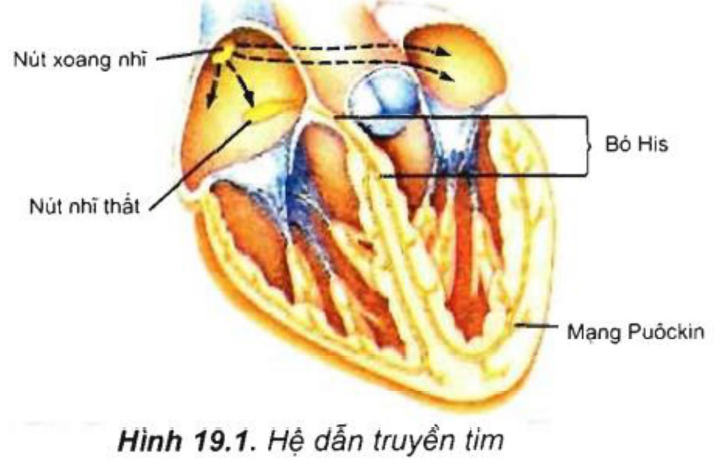 Nút xoang nhĩ
Bó His
Nút nhĩ thất
Mạng Puôckin
Hình 19.1. Hệ dẫn truyền tim